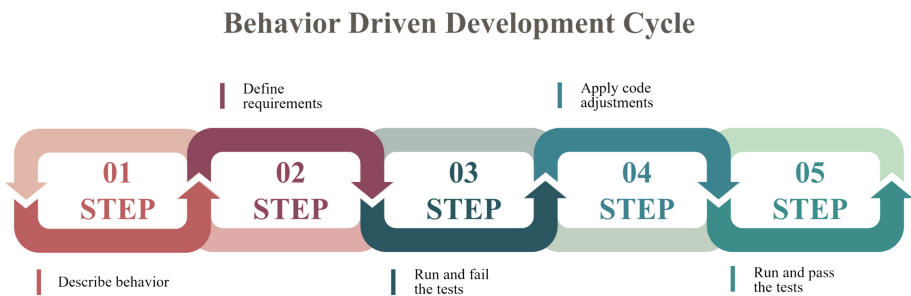 Behavior Driven Development Cycle
Define
requirements
Apply code
adjustments
01
STEP
02
STEP
03
STEP
04
STEP
05
STEP
Describe behavior
Run and fail
the tests
Run and pass
the tests